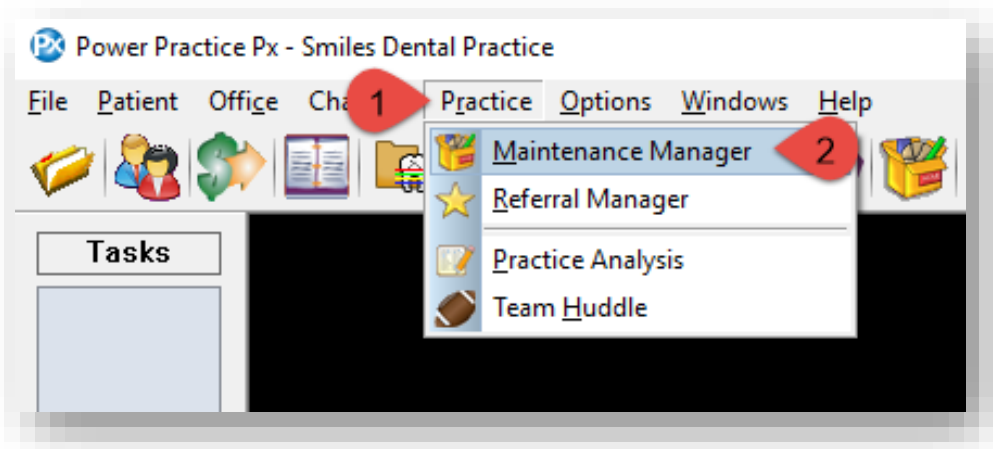 Power Practice Px - Smiles Dental Practice
File Patient Office Cha 1 Practice Options Windows Help
Maintenance Manager 2
Referral Manager
Tasks
Practice Analysis
Team Huddle